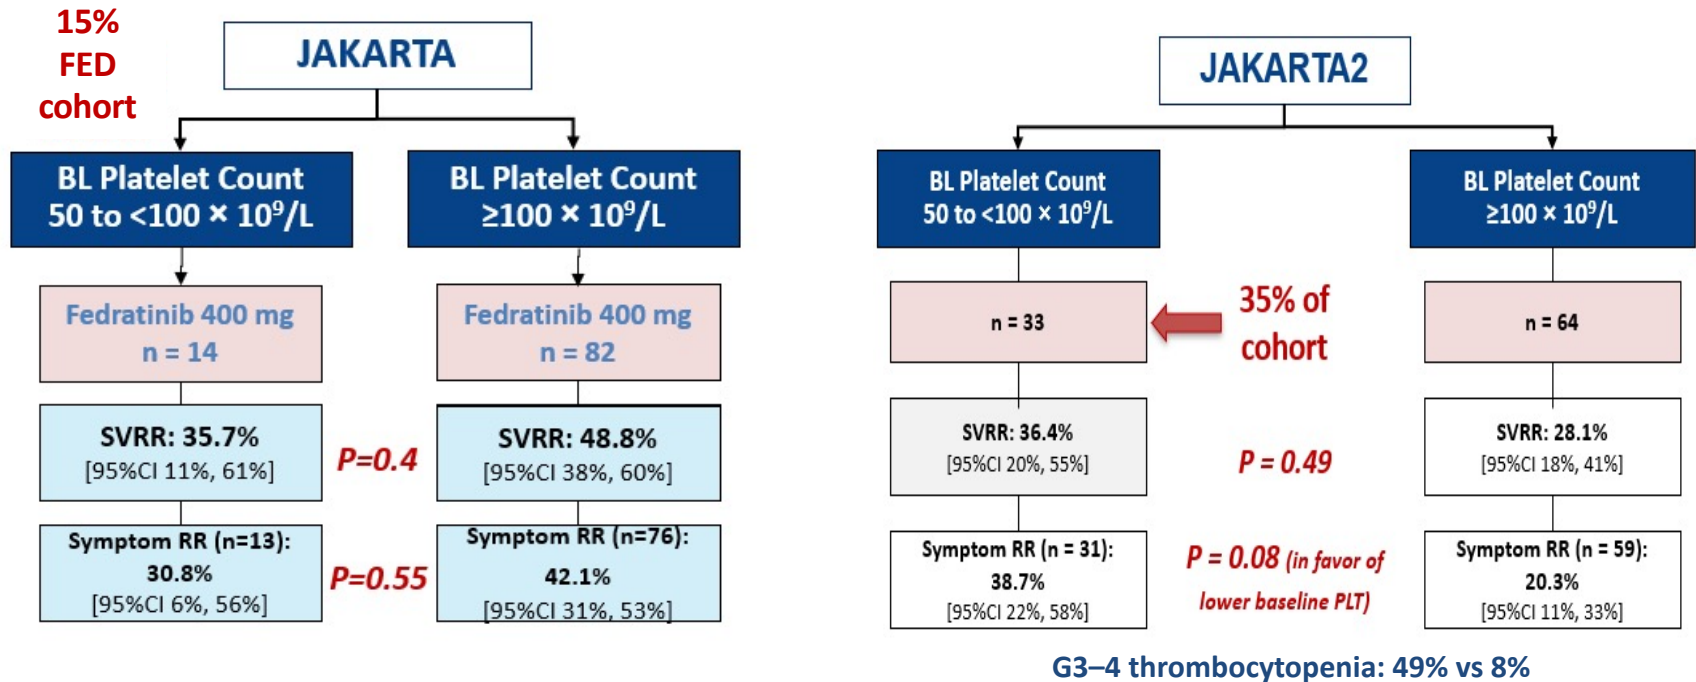 15%
FED
cohort
JAKARTA
BL Platelet Count
50 to <100 × 10⁹/L
BL Platelet Count
≥100 × 10⁹/L
Fedratinib 400 mg
n = 14
Fedratinib 400 mg
n = 82
SVRR: 35.7%
[95%CI 11%, 61%]
P=0.4
SVRR: 48.8%
[95%CI 38%, 60%]
Symptom RR (n=13):
30.8%
[95%CI 6%, 56%]
P=0.55
Symptom RR (n=76):
42.1%
[95%CI 31%, 53%]
JAKARTA2
BL Platelet Count
50 to <100 × 10⁹/L
BL Platelet Count
≥100 × 10⁹/L
n = 33
35% of
cohort
n = 64
SVRR: 36.4%
[95%CI 20%, 55%]
P = 0.49
SVRR: 28.1%
[95%CI 18%, 41%]
Symptom RR (n = 31):
38.7%
[95%CI 22%, 58%]
P = 0.08 (in favor of
lower baseline PLT)
Symptom RR (n = 59):
20.3%
[95%CI 11%, 33%]
G3–4 thrombocytopenia: 49% vs 8%